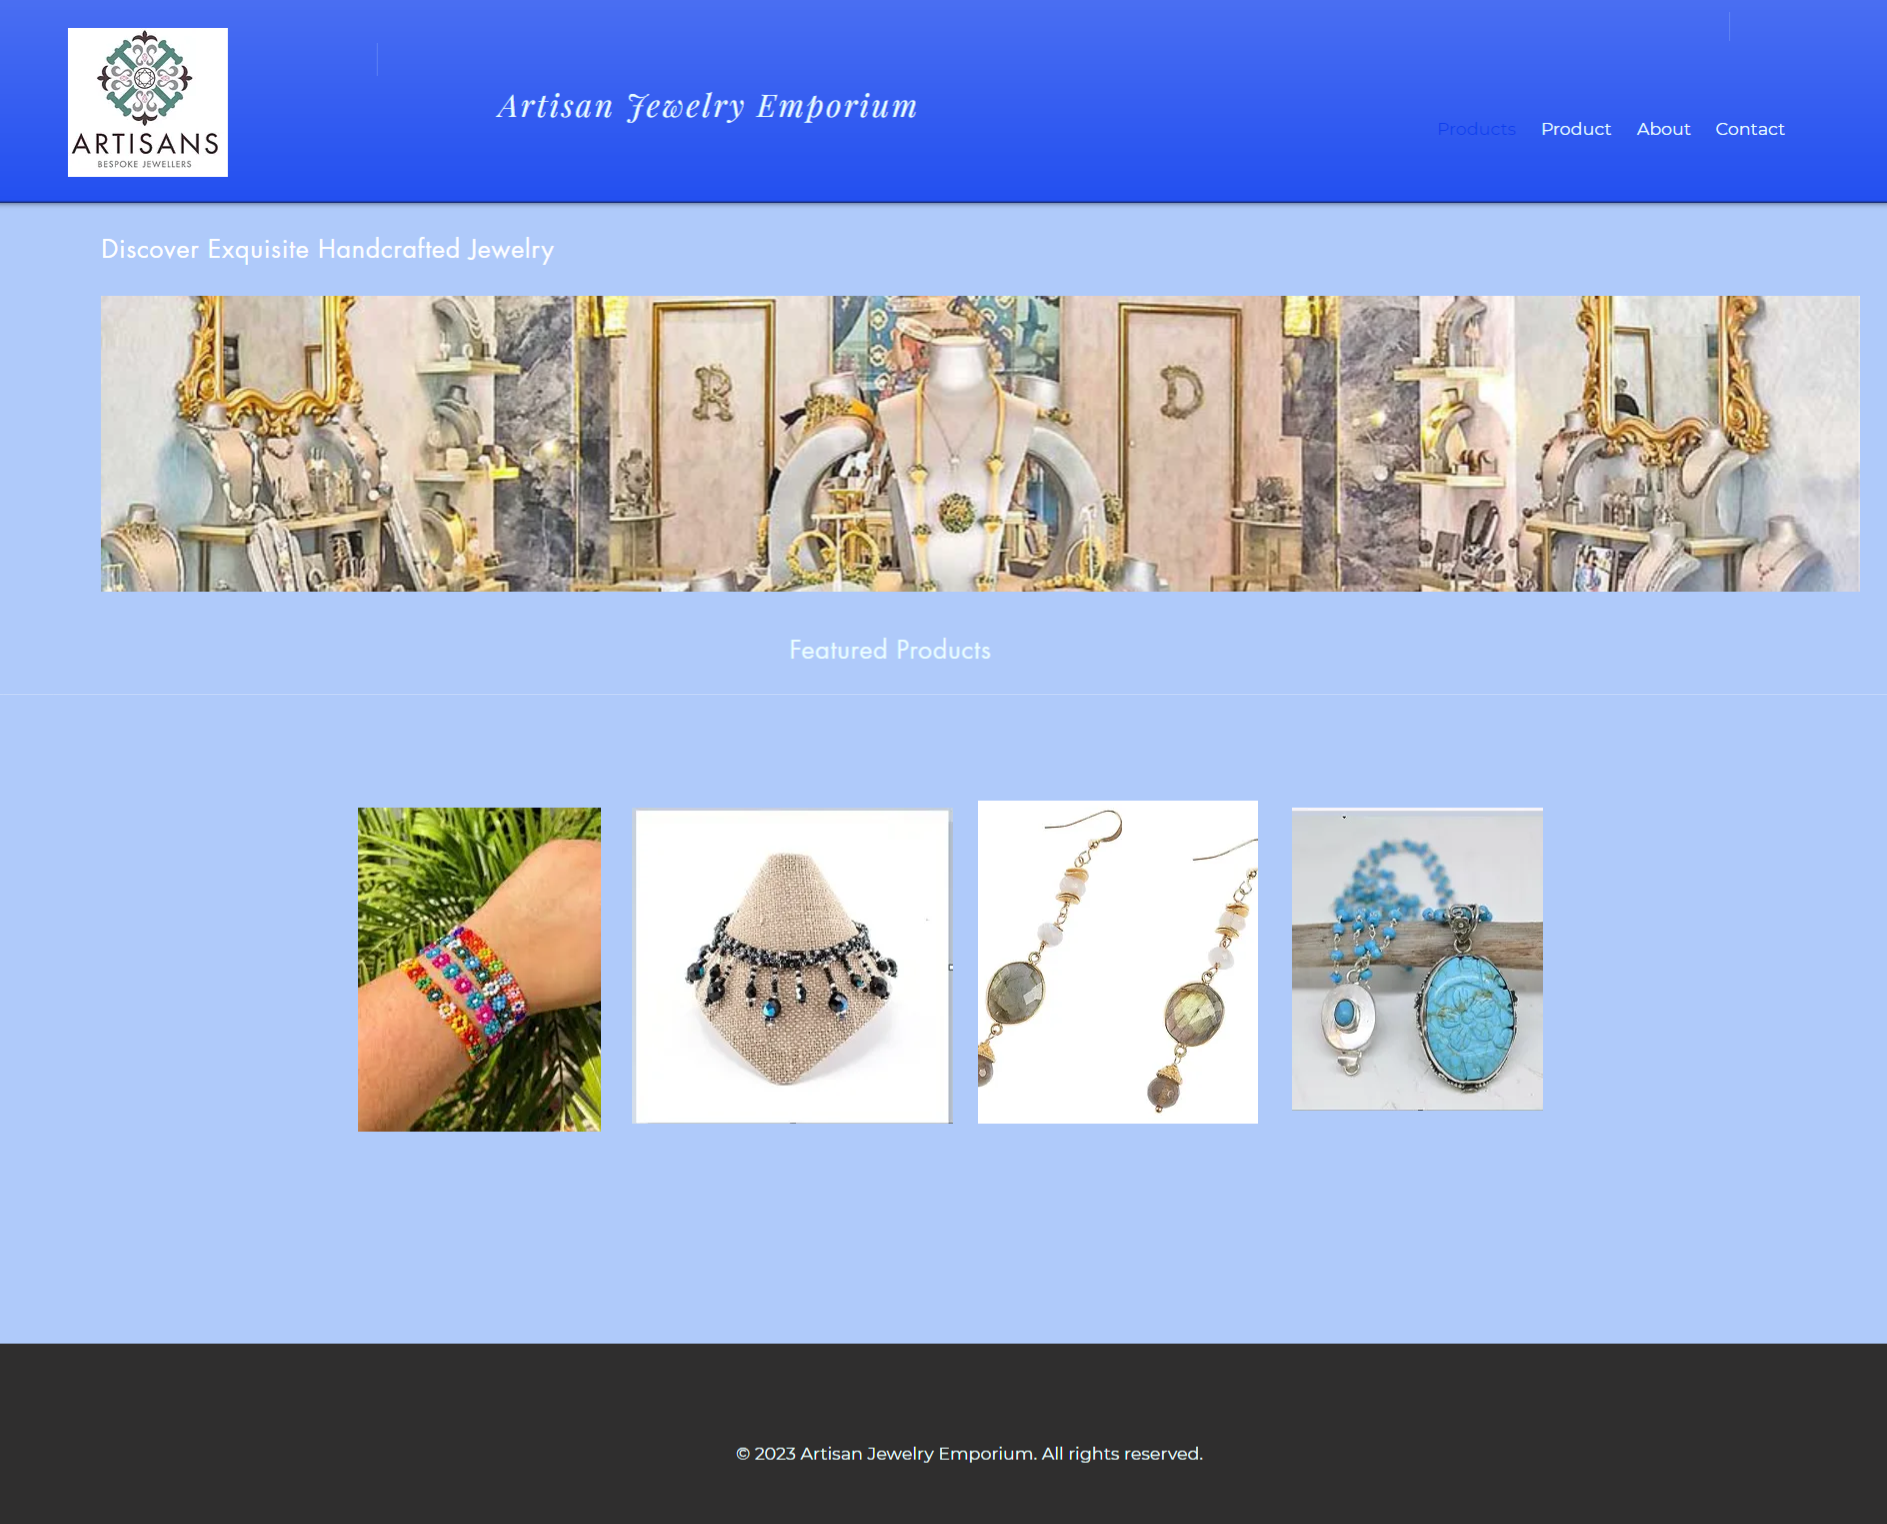 ARTISANS
BESPOKE JEWELLERS
Artisan Jewelry Emporium
Products Product About Contact
Discover Exquisite Handcrafted Jewelry
R D
Featured Products
© 2023 Artisan Jewelry Emporium. All rights reserved.